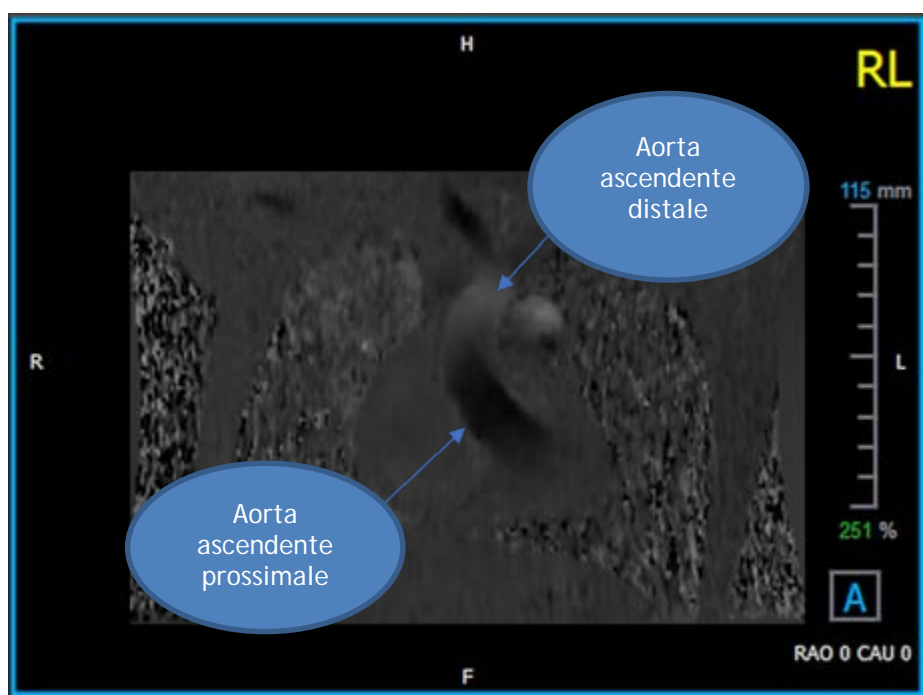 H
RL
Aorta
ascendente
distale
115 mm
R
L
Aorta
ascendente
prossimale
251 %
A
RAO 0 CAU 0
F